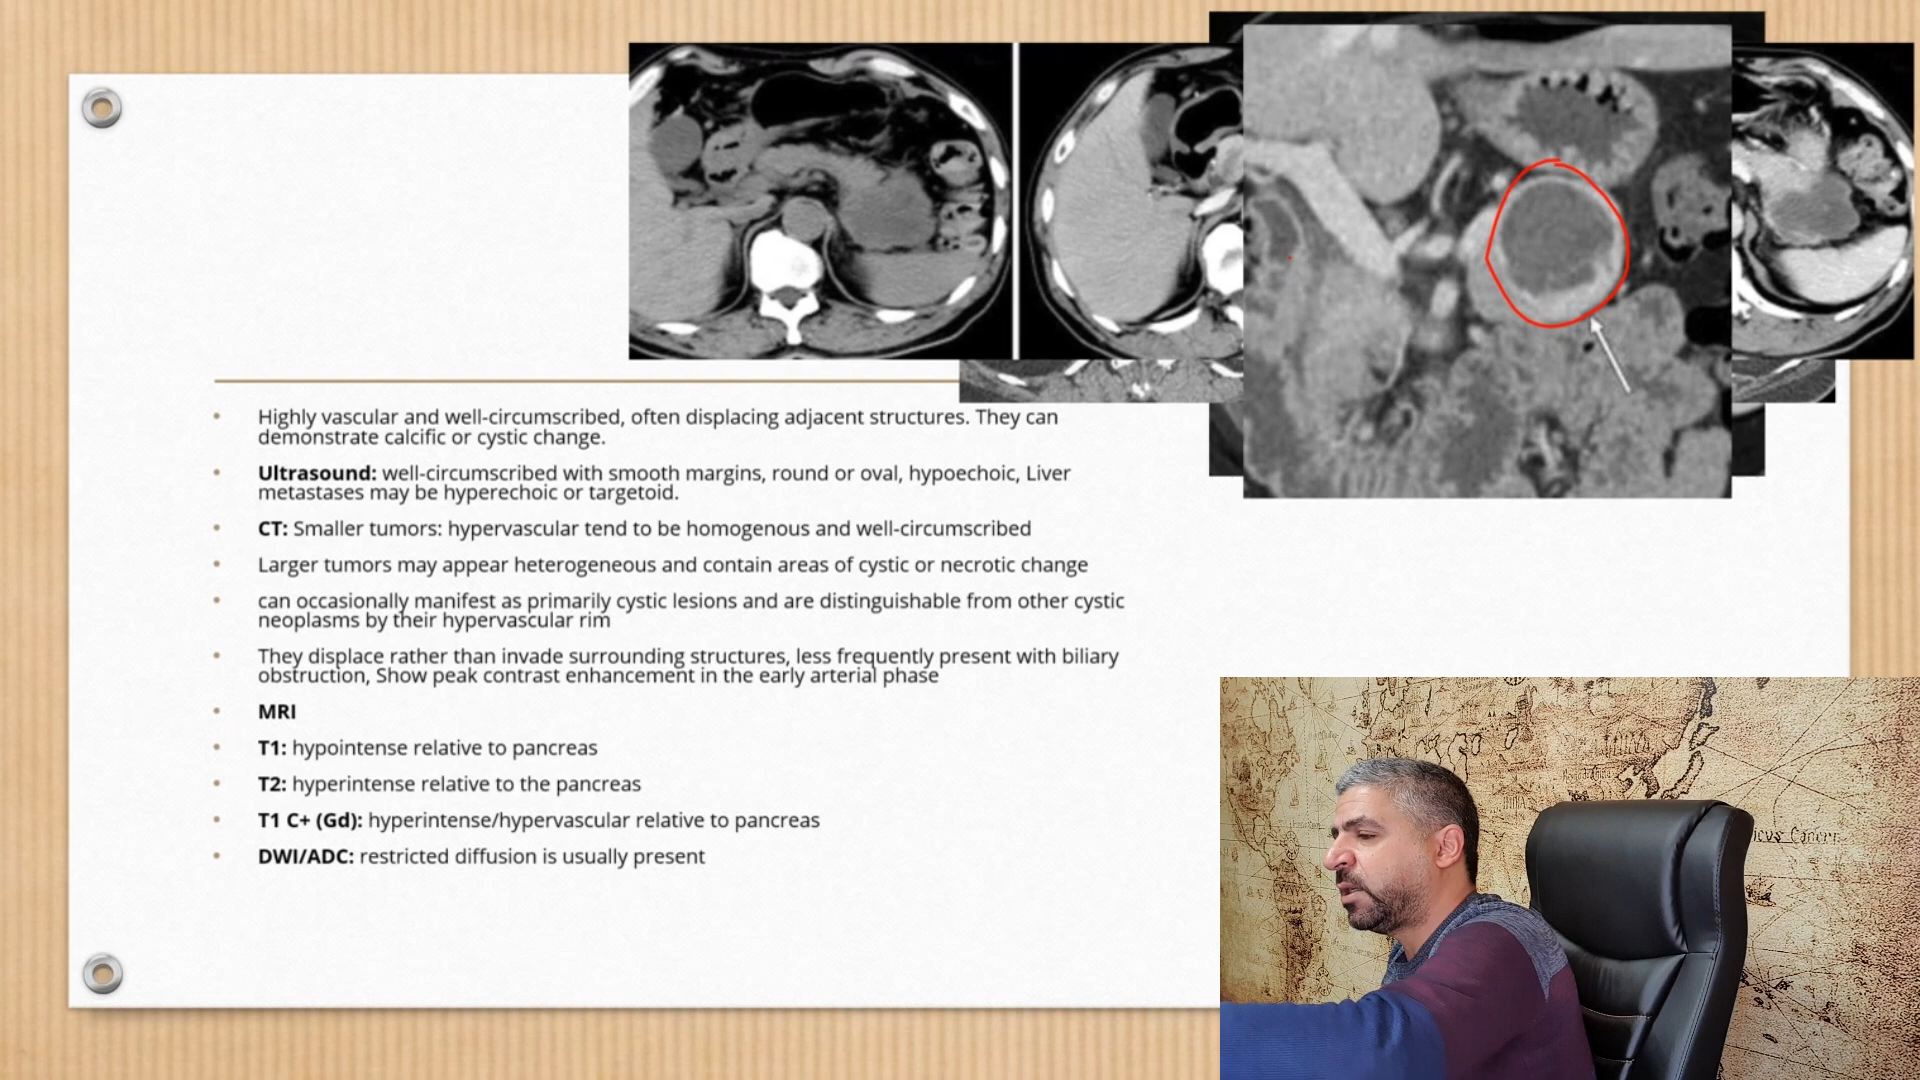 Highly vascular and well-circumscribed, often displacing adjacent structures. They can
demonstrate calcific or cystic change.
Ultrasound: well-circumscribed with smooth margins, round or oval, hypoechoic, Liver
metastases may be hyperechoic or targetoid.
CT: Smaller tumors: hypervascular tend to be homogenous and well-circumscribed
Larger tumors may appear heterogeneous and contain areas of cystic or necrotic change
can occasionally manifest as primarily cystic lesions and are distinguishable from other cystic
neoplasms by their hypervascular rim
They displace rather than invade surrounding structures, less frequently present with biliary
obstruction, Show peak contrast enhancement in the early arterial phase
MRI
T1: hypointense relative to pancreas
T2: hyperintense relative to the pancreas
T1 C+ (Gd): hyperintense/hypervascular relative to pancreas
DWI/ADC: restricted diffusion is usually present